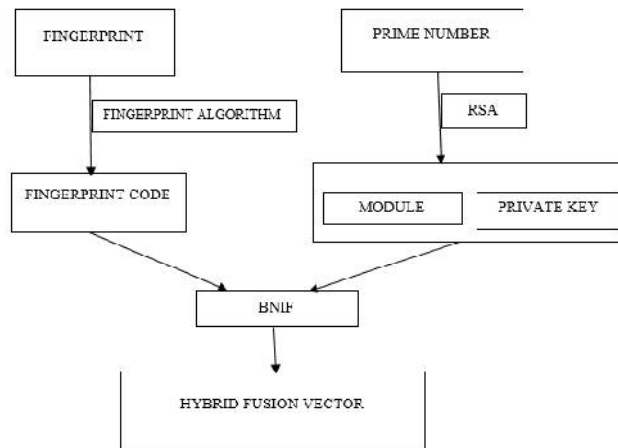 FINGERPRINT
PRIME NUMBER
FINGERPRINT ALGORITHM
RSA
FINGERPRINT CODE
MODULE
PRIVATE KEY
BNIF
HYBRID FUSION VECTOR